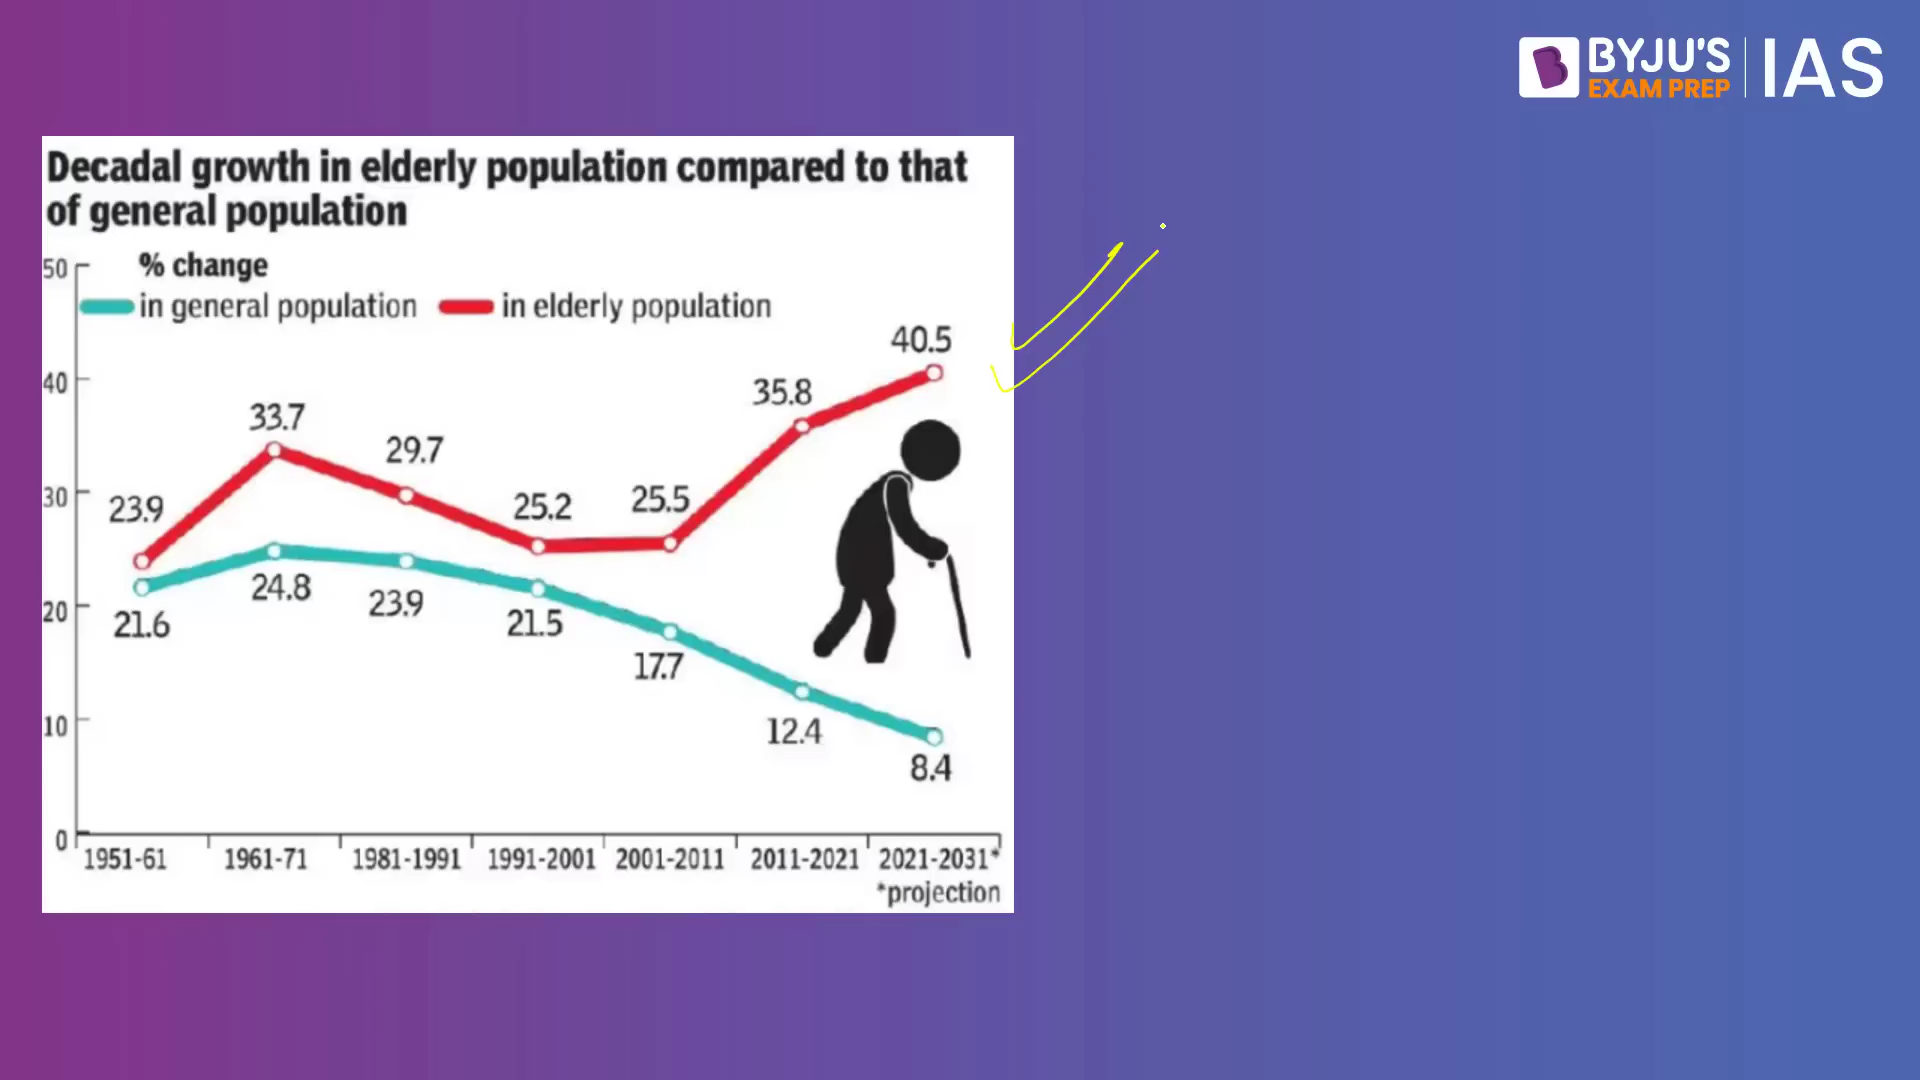 BYJU'S
EXAM PREP
IAS
Decadal growth in elderly population compared to that
of general population
% change
in general population in elderly population
50
40
30
20
10
0
23.9
33.7
29.7
25.2
25.5
35.8
40.5
21.6
24.8
23.9
21.5
17.7
12.4
8.4
1951-61 1961-71 1981-1991 1991-2001 2001-2011 2011-2021 2021-2031*
*projection